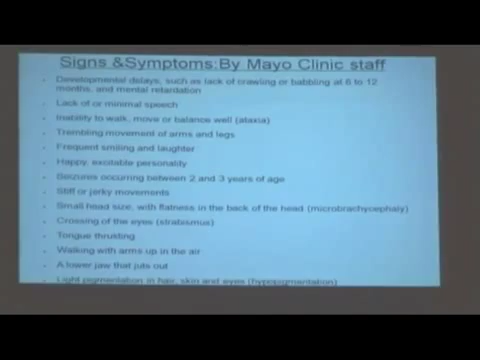 Signs &Symptoms:By Mayo Clinic staff
Developmental delays, such as lack of crawling or babbling at 6 to 12
months, and mental retardation
Lack of or minimal speech
Inability to walk, move or balance well (ataxia)
Trembling movement of arms and legs
Frequent smiling and laughter
Happy, excitable personality
Seizures occurring between 2 and 3 years of age
Stiff or jerky movements
Small head size, with flatness in the back of the head (microbrachycephaly)
Crossing of the eyes (strabismus)
Tongue thrusting
Walking with arms up in the air
A lower jaw that juts out
Light pigmentation in hair, skin and eyes (hypopigmentation)